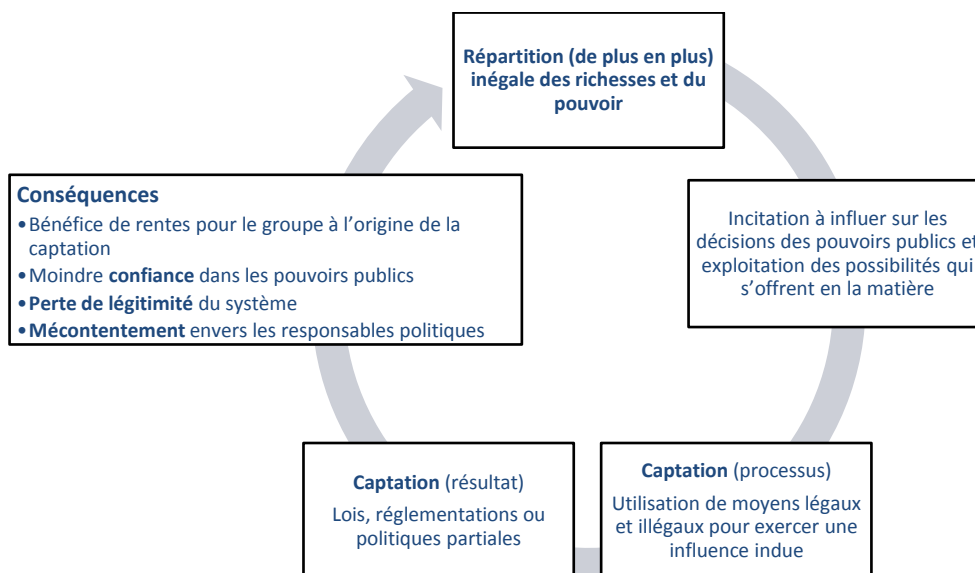 Répartition (de plus en plus)
inégale des richesses et du
pouvoir
Incitation à influer sur les
décisions des pouvoirs publics et
exploitation des possibilités qui
s'offrent en la matière
Captation (processus)
Utilisation de moyens légaux
et illégaux pour exercer une
influence indue
Captation (résultat)
Lois, réglementations ou
politiques partiales
Conséquences
•Bénéfice de rentes pour le groupe à l'origine de la
captation
•Moindre confiance dans les pouvoirs publics
•Perte de légitimité du système
•Mécontentement envers les responsables politiques